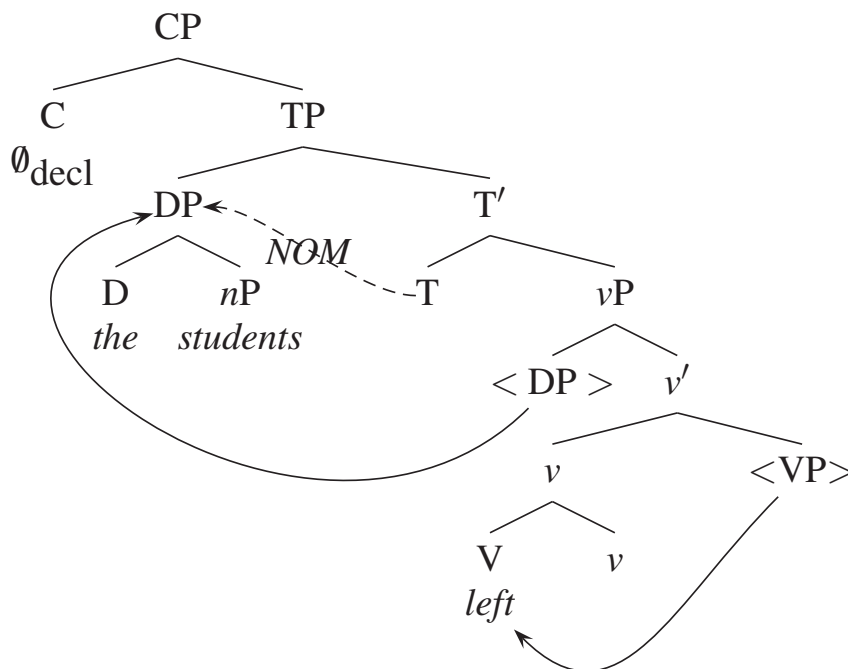 CP
C TP
∅decl
DP T′
NOM
D nP T vP
the students
< DP > v′
v <VP>
V v
left